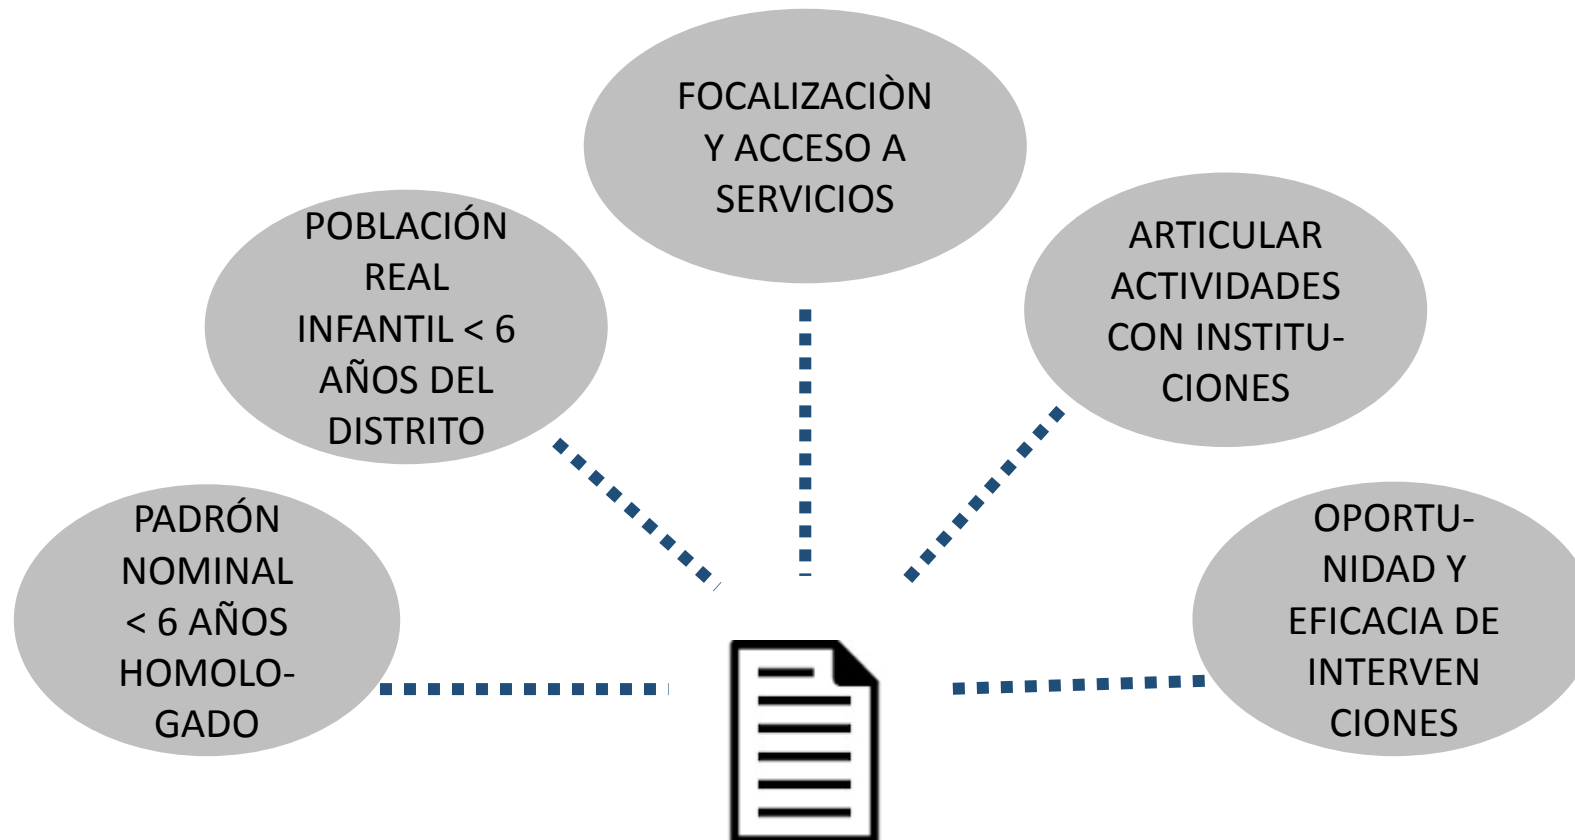 FOCALIZACIÒN
Y ACCESO A
SERVICIOS
POBLACIÓN
REAL
INFANTIL < 6
AÑOS DEL
DISTRITO
ARTICULAR
ACTIVIDADES
CON INSTITU-
CIONES
PADRÓN
NOMINAL
< 6 AÑOS
HOMOLO-
GADO
OPORTU-
NIDAD Y
EFICACIA DE
INTERVEN
CIONES